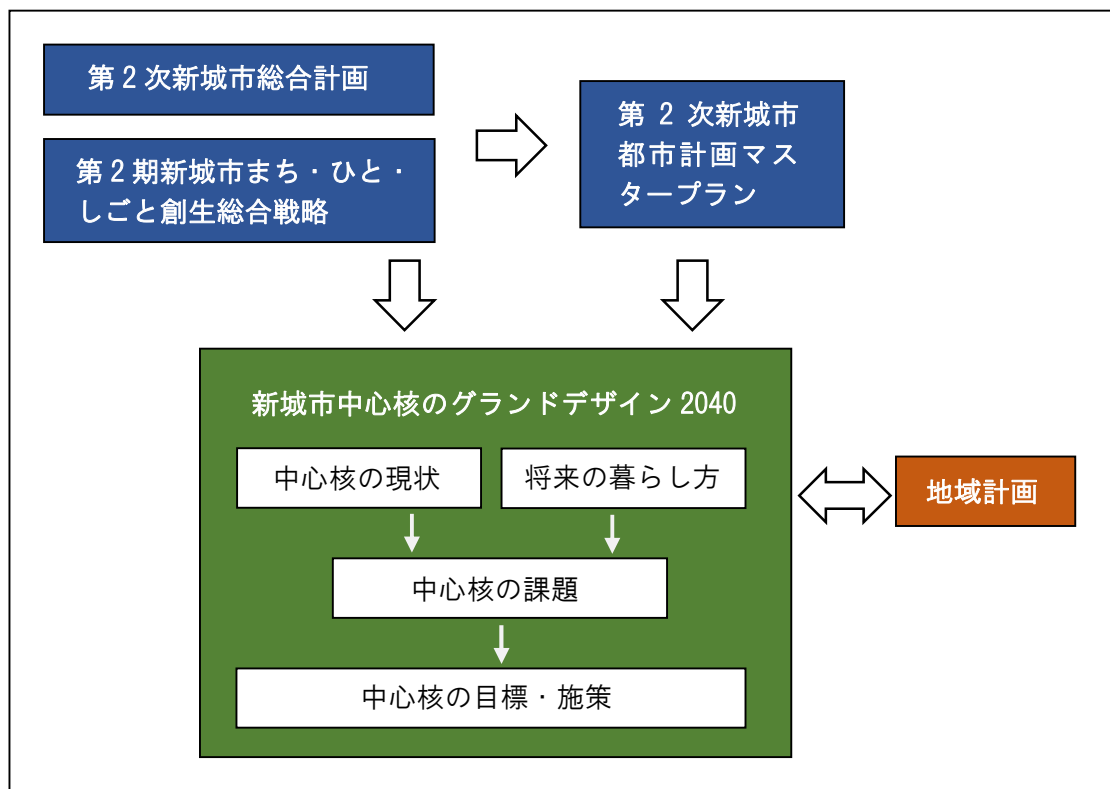 第2次新城市総合計画
第2期新城市まち・ひと・
しごと創生総合戦略
第 2 次新城市
都市計画マス
タープラン
新城市中心核のグランドデザイン 2040
中心核の現状
将来の暮らし方
中心核の課題
中心核の目標・施策
地域計画